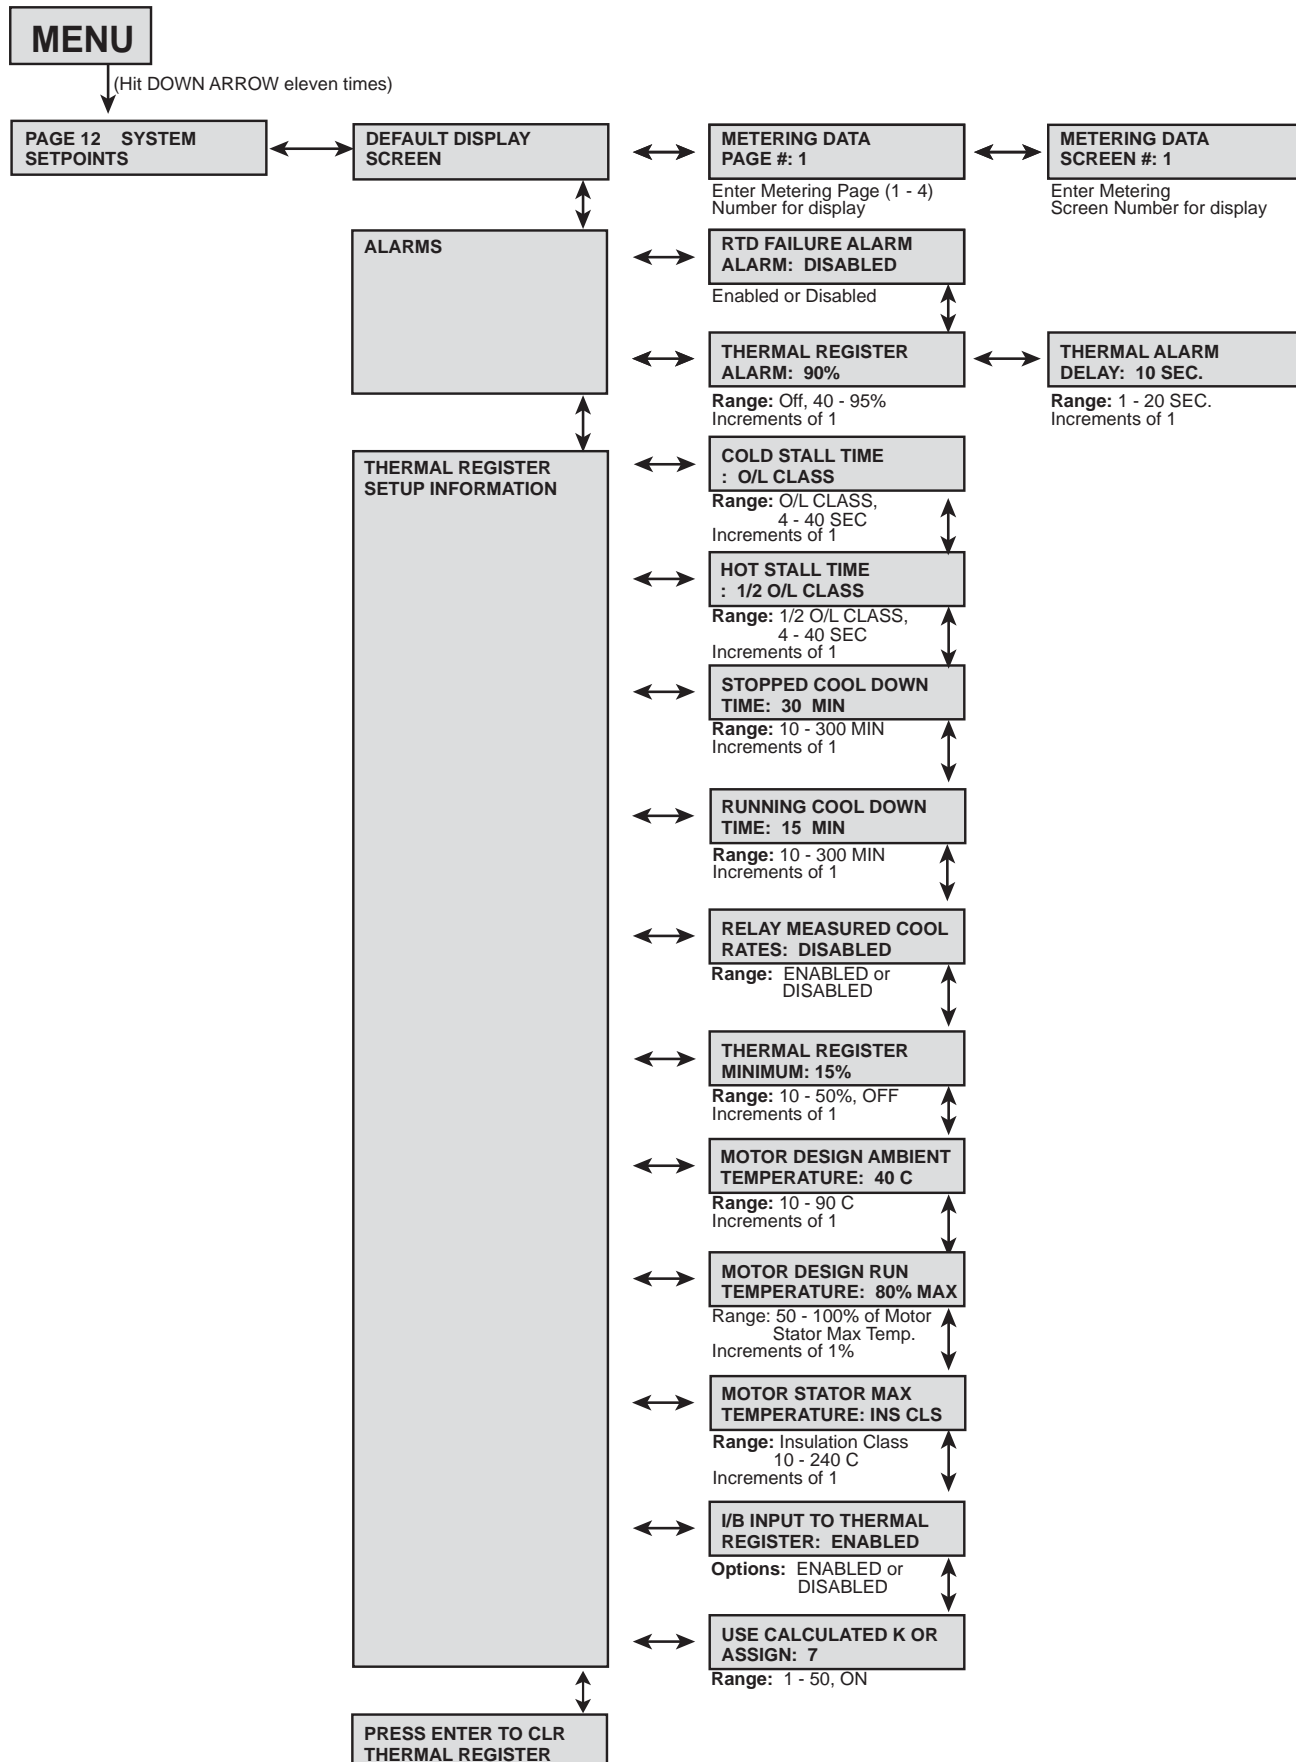 MENU
(Hit DOWN ARROW eleven times)
PAGE 12 SYSTEM
SETPOINTS
DEFAULT DISPLAY
SCREEN
METERING DATA
PAGE #: 1
Enter Metering Page (1 - 4)
Number for display
METERING DATA
SCREEN #: 1
Enter Metering
Screen Number for display
ALARMS
RTD FAILURE ALARM
ALARM: DISABLED
Enabled or Disabled
THERMAL REGISTER
ALARM: 90%
Range: Off, 40 - 95%
Increments of 1
THERMAL ALARM
DELAY: 10 SEC.
Range: 1 - 20 SEC.
Increments of 1
THERMAL REGISTER
SETUP INFORMATION
COLD STALL TIME
: O/L CLASS
Range: O/L CLASS,
4 - 40 SEC
Increments of 1
HOT STALL TIME
: 1/2 O/L CLASS
Range: 1/2 O/L CLASS,
4 - 40 SEC
Increments of 1
STOPPED COOL DOWN
TIME: 30 MIN
Range: 10 - 300 MIN
Increments of 1
RUNNING COOL DOWN
TIME: 15 MIN
Range: 10 - 300 MIN
Increments of 1
RELAY MEASURED COOL
RATES: DISABLED
Range: ENABLED or
DISABLED
THERMAL REGISTER
MINIMUM: 15%
Range: 10 - 50%, OFF
Increments of 1
MOTOR DESIGN AMBIENT
TEMPERATURE: 40 C
Range: 10 - 90 C
Increments of 1
MOTOR DESIGN RUN
TEMPERATURE: 80% MAX
Range: 50 - 100% of Motor
Stator Max Temp.
Increments of 1%
MOTOR STATOR MAX
TEMPERATURE: INS CLS
Range: Insulation Class
10 - 240 C
Increments of 1
I/B INPUT TO THERMAL
REGISTER: ENABLED
Options: ENABLED or
DISABLED
USE CALCULATED K OR
ASSIGN: 7
Range: 1 - 50, ON
PRESS ENTER TO CLR
THERMAL REGISTER